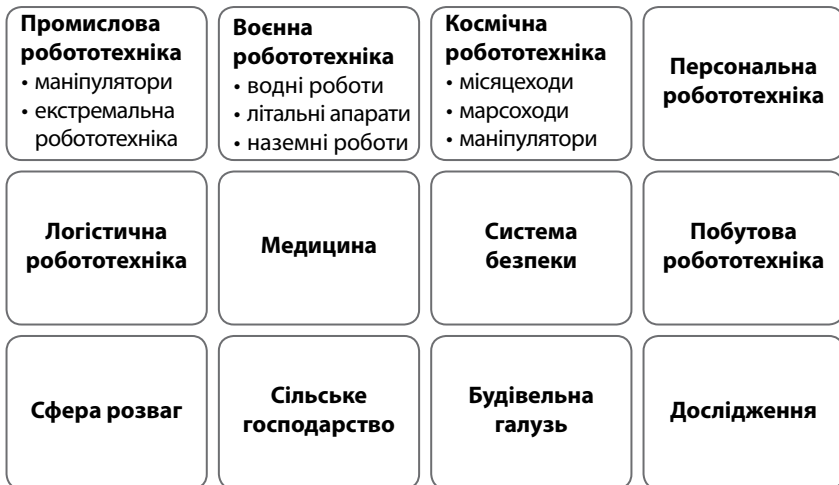 Промислова
робототехніка
• маніпулятори
• екстремальна
робототехніка
Воєнна
робототехніка
• водні роботи
• літальні апарати
• наземні роботи
Космічна
робототехніка
• місяцеходи
• марсоходи
• маніпулятори
Персональна
робототехніка
Логістична
робототехніка
Медицина
Система
безпеки
Побутова
робототехніка
Сфера розваг
Сільське
господарство
Будівельна
галузь
Дослідження